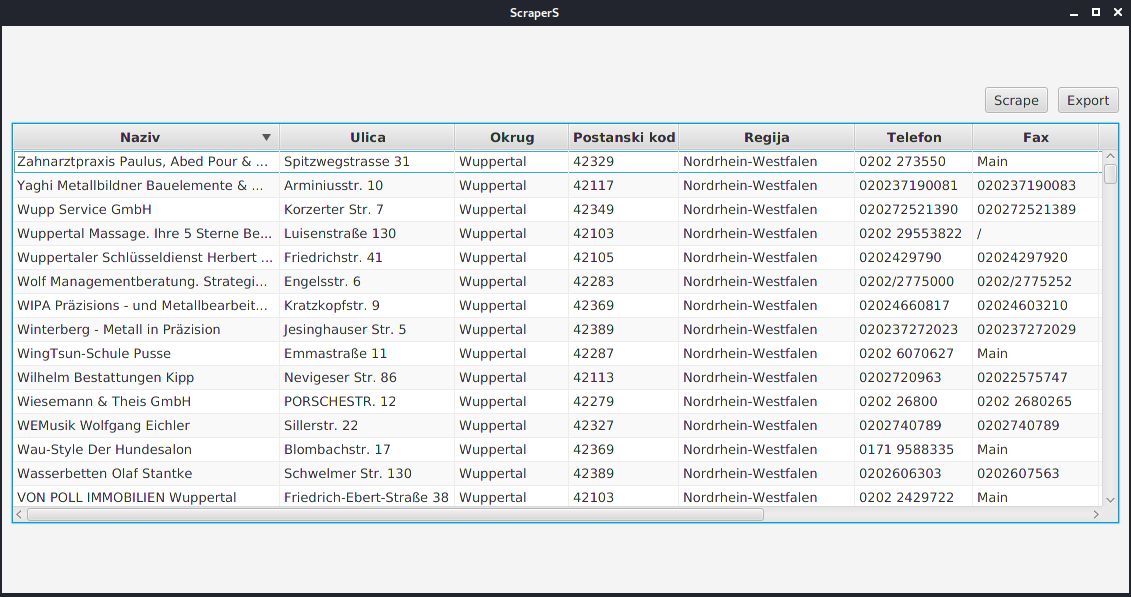 ScraperS
Scrape Export
Naziv Ulica Okrug Postanski kod Regija Telefon Fax
Zahnarztpraxis Paulus, Abed Pour & ... Spitzwegstrasse 31 Wuppertal 42329 Nordrhein-Westfalen 0202 273550 Main
Yaghi Metallbildner Bauelemente & ... Arminiusstr. 10 Wuppertal 42117 Nordrhein-Westfalen 020237190081 020237190083
Wupp Service GmbH Korzerter Str. 7 Wuppertal 42349 Nordrhein-Westfalen 020272521390 020272521389
Wuppertal Massage. Ihre 5 Sterne Be... Luisenstraße 130 Wuppertal 42103 Nordrhein-Westfalen 0202 29553822 /
Wuppertaler Schlüsseldienst Herbert ... Friedrichstr. 41 Wuppertal 42105 Nordrhein-Westfalen 0202429790 02024297920
Wolf Managementberatung. Strategi... Engelsstr. 6 Wuppertal 42283 Nordrhein-Westfalen 0202/2775000 0202/2775252
WIPA Präzisions - und Metallbearbeit... Kratzkopfstr. 9 Wuppertal 42369 Nordrhein-Westfalen 02024660817 02024603210
Winterberg - Metall in Präzision Jesinghauser Str. 5 Wuppertal 42389 Nordrhein-Westfalen 020237272023 020237272029
WingTsun-Schule Pusse Emmastraße 11 Wuppertal 42287 Nordrhein-Westfalen 0202 6070627 Main
Wilhelm Bestattungen Kipp Nevigeser Str. 86 Wuppertal 42113 Nordrhein-Westfalen 0202720963 02022575747
Wiesemann & Theis GmbH PORSCHESTR. 12 Wuppertal 42279 Nordrhein-Westfalen 0202 26800 0202 2680265
WEMusik Wolfgang Eichler Sillerstr. 22 Wuppertal 42327 Nordrhein-Westfalen 0202740789 0202740789
Wau-Style Der Hundesalon Blombachstr. 17 Wuppertal 42369 Nordrhein-Westfalen 0171 9588335 Main
Wasserbetten Olaf Stantke Schwelmer Str. 130 Wuppertal 42389 Nordrhein-Westfalen 0202606303 0202607563
VON POLL IMMOBILIEN Wuppertal Friedrich-Ebert-Straße 38 Wuppertal 42103 Nordrhein-Westfalen 0202 2429722 Main